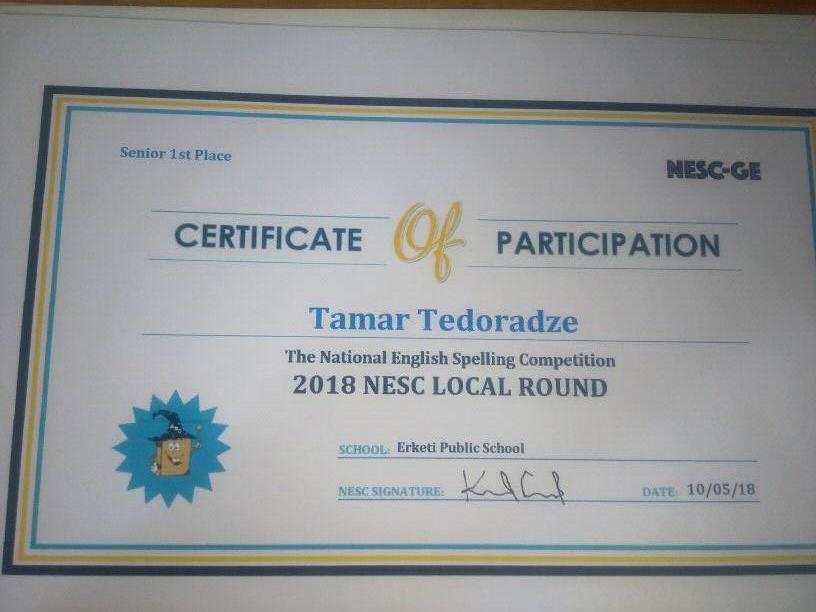 Senior 1st Place
NESC-GE
CERTIFICATE Of PARTICIPATION
Tamar Tedoradze
The National English Spelling Competition
2018 NESC LOCAL ROUND
SCHOOL: Erketi Public School
NESC SIGNATURE:
DATE: 10/05/18